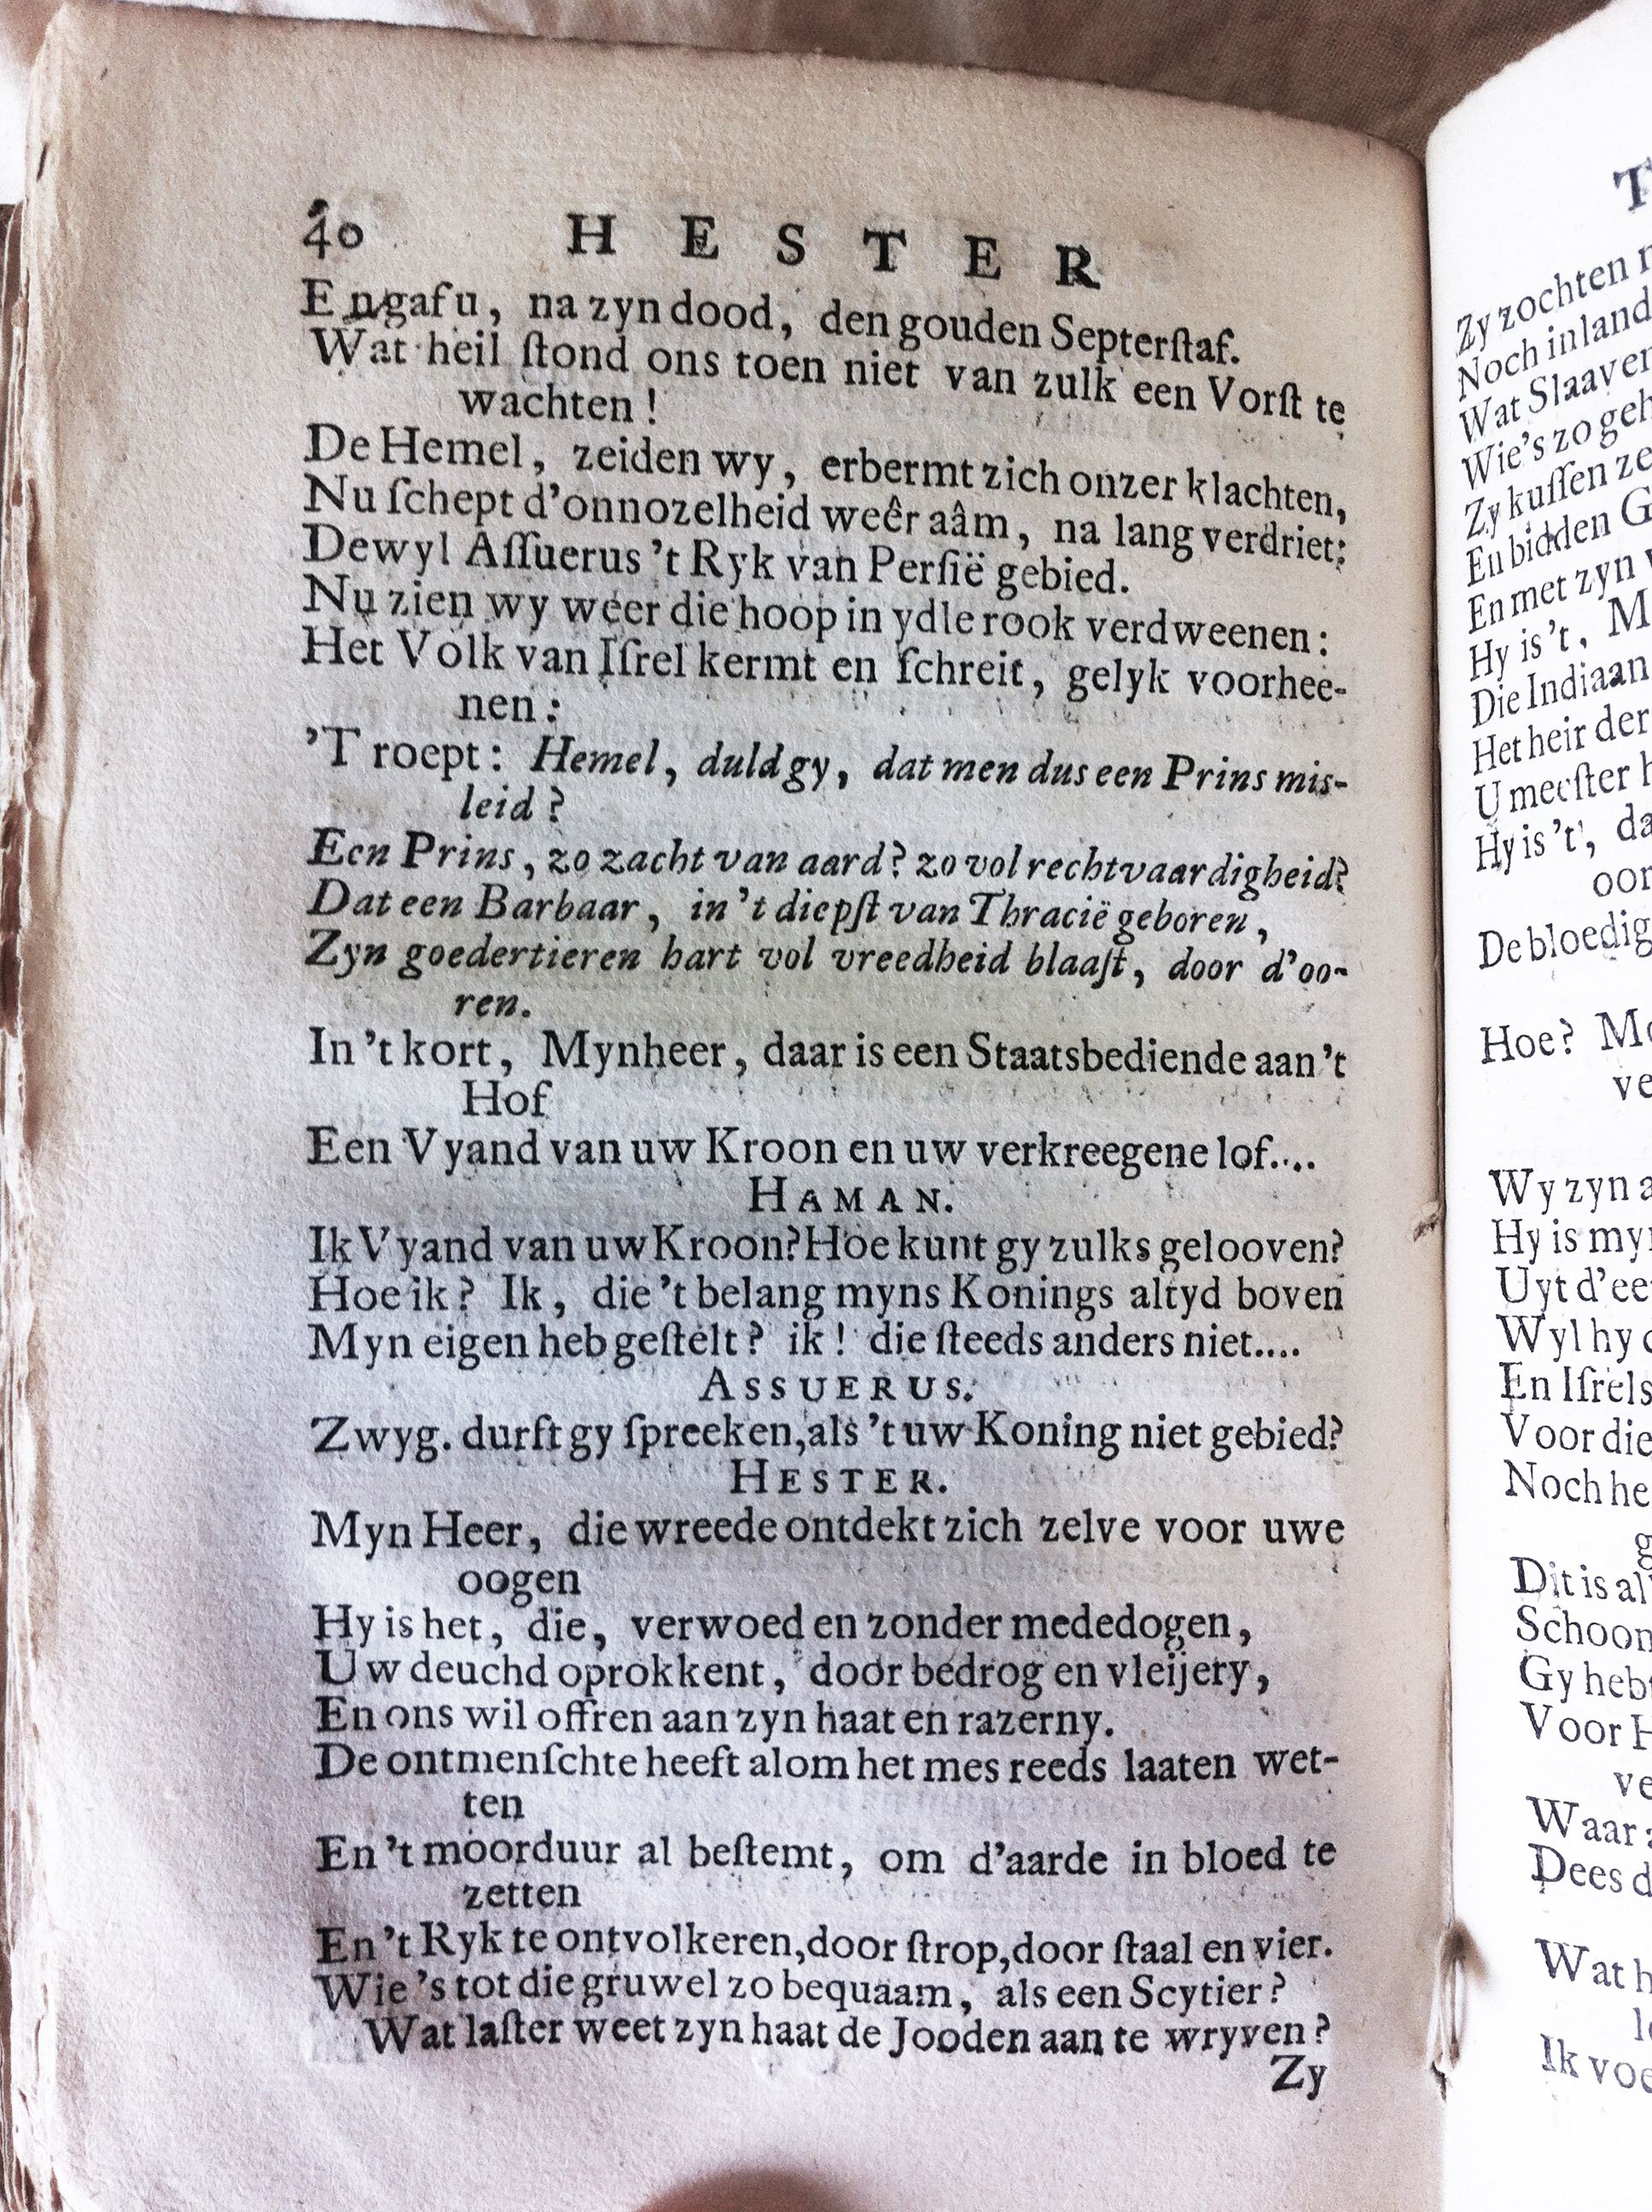 40 HESTER
En gaf u, na zyn dood, den gouden Septerſtaf.
Wat heil ſtond ons toen niet van zulk een Vorſt te
wachten!
De Hemel, zeiden wy, erbermt zich onzer klachten,
Nu ſchept d'onnozelheid weêr aâm, na lang verdriet;
Dewyl Aſſuerus 't Ryk van Perſië gebied.
Nu zien wy weer die hoop in ydle rook verdweenen:
Het Volk van Iſrel kermt en ſchreit, gelyk voorhee-
nen:
'T roept: Hemel, duld gy, dat men dus een Prins mis-
leid?
Een Prins, zo zacht van aard? zo vol rechtvaardigheid?
Dat een Barbaar, in 't diepſt van Thracië geboren,
Zyn goedertieren hart vol vreedheid blaaſt, door d'oo-
ren.
In 't kort, Mynheer, daar is een Staatsbediende aan 't
Hof
Een Vyand van uw Kroon en uw verkreegene lof....
HAMAN.
Ik Vyand van uw Kroon? Hoe kunt gy zulks gelooven?
Hoe ik? Ik, die 't belang myns Konings altyd boven
Myn eigen heb geſtelt? ik! die ſteeds anders niet....
ASSUERUS.
Zwyg. durft gy ſpreeken, als 't uw Koning niet gebied?
HESTER.
Myn Heer, die wreede ontdekt zich zelve voor uwe
oogen
Hy is het, die, verwoed en zonder mededogen,
Uw deuchd oprokkent, door bedrog en vleijery,
En ons wil offren aan zyn haat en razerny.
De ontmenſchte heeft alom het mes reeds laaten wet-
ten
En 't moorduur al beſtemt, om d'aarde in bloed te
zetten
En 't Ryk te ontvolkeren, door ſtrop, door ſtaal en vier.
Wie 's tot die gruwel zo bequaam, als een Scytier?
Wat laſter weet zyn haat de Jooden aan te wryven?
Zy
Zy zochten
Noch in land
Wat Slaaven
Wie's zo geh
Zy kuſſen ze
En bidden G
En met zyn
Hy is 't, M
Die Indiaan
Het heir der
U meeſter
Hy is 't, da
oor
De bloedig
Hoe? Mo
ve
Wy zyn a
Hy is my
Uyt d'ee
Wyl hy
En Iſrels
Voor die
Noch he
g
Dit is al
Schoon
Gy heb
Voor H
ve
Waar
Dees d
Wat h
Ik voe